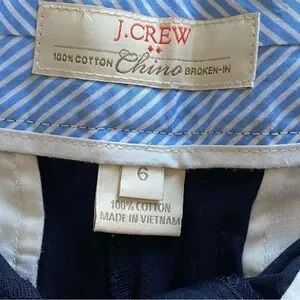 J.CREW
100% COTTON Chino BROKEN-IN
6
100% COTTON
MADE IN VIETNAM